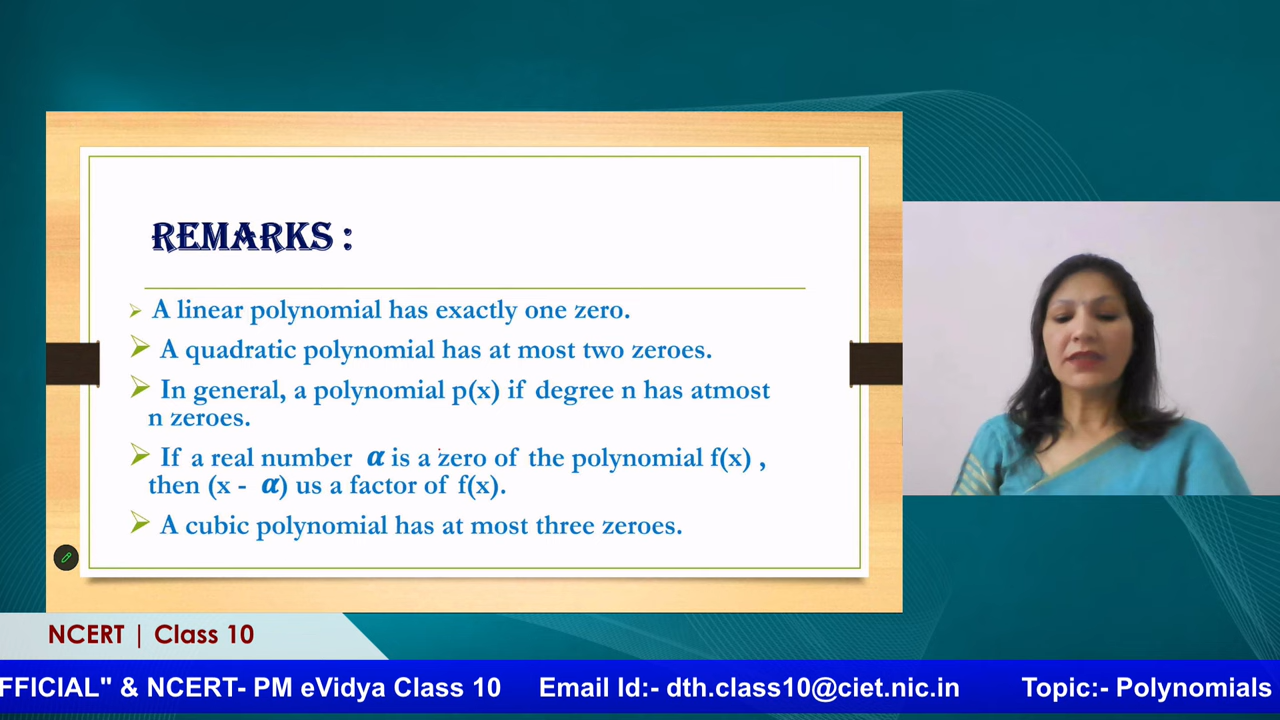 REMARKS :
➢ A linear polynomial has exactly one zero.
➢ A quadratic polynomial has at most two zeroes.
➢ In general, a polynomial p(x) if degree n has atmost
n zeroes.
➢ If a real number α is a zero of the polynomial f(x) ,
then (x - α) us a factor of f(x).
➢ A cubic polynomial has at most three zeroes.
NCERT | Class 10
FFICIAL" & NCERT- PM eVidya Class 10 Email Id:- dth.class10@ciet.nic.in Topic:- Polynomials